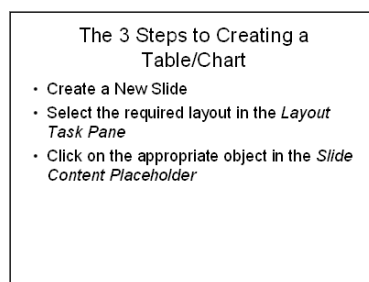 The 3 Steps to Creating a
Table/Chart
• Create a New Slide
• Select the required layout in the Layout
Task Pane
• Click on the appropriate object in the Slide
Content Placeholder